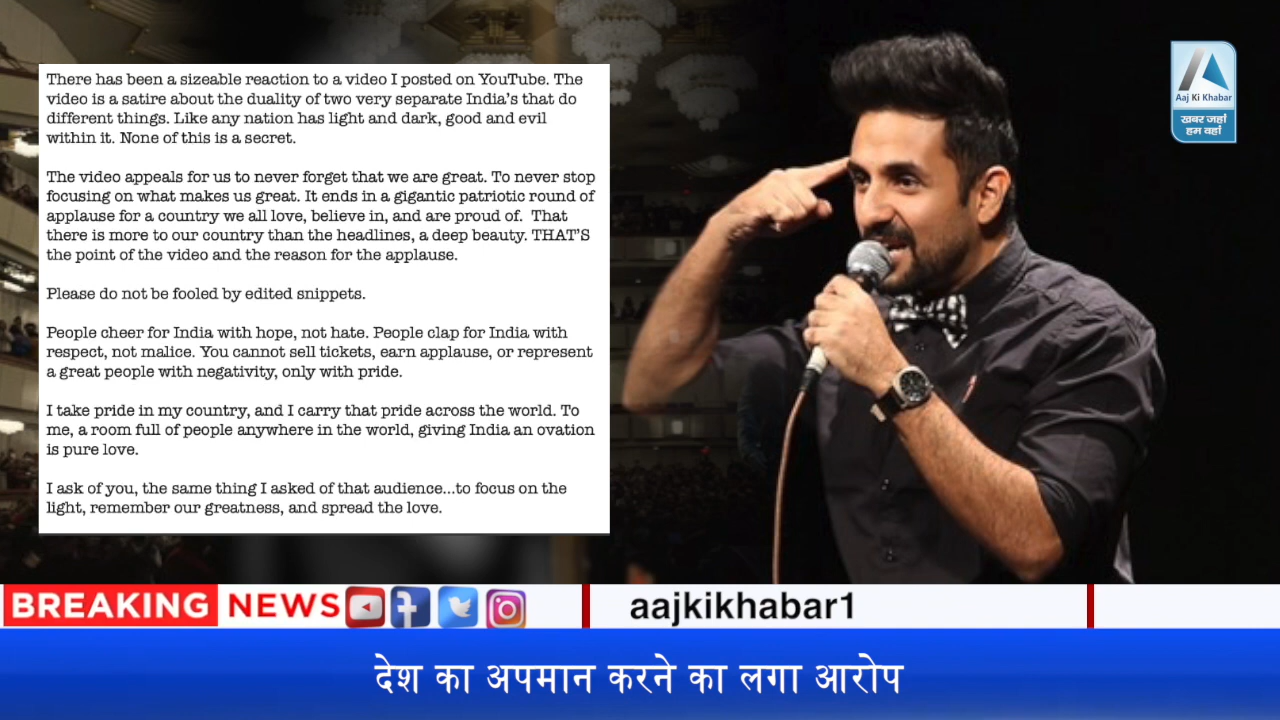 There has been a sizeable reaction to a video I posted on YouTube. The
video is a satire about the duality of two very separate India's that do
different things. Like any nation has light and dark, good and evil
within it. None of this is a secret.
The video appeals for us to never forget that we are great. To never stop
focusing on what makes us great. It ends in a gigantic patriotic round of
applause for a country we all love, believe in, and are proud of.  That
there is more to our country than the headlines, a deep beauty. THAT'S
the point of the video and the reason for the applause.
Please do not be fooled by edited snippets.
People cheer for India with hope, not hate. People clap for India with
respect, not malice. You cannot sell tickets, earn applause, or represent
a great people with negativity, only with pride.
I take pride in my country, and I carry that pride across the world. To
me, a room full of people anywhere in the world, giving India an ovation
is pure love.
I ask of you, the same thing I asked of that audience...to focus on the
light, remember our greatness, and spread the love.
Aaj Ki Khabar
खबर जहां
हम वहां
BREAKING NEWS
aajkikhabar1
देश का अपमान करने का लगा आरोप